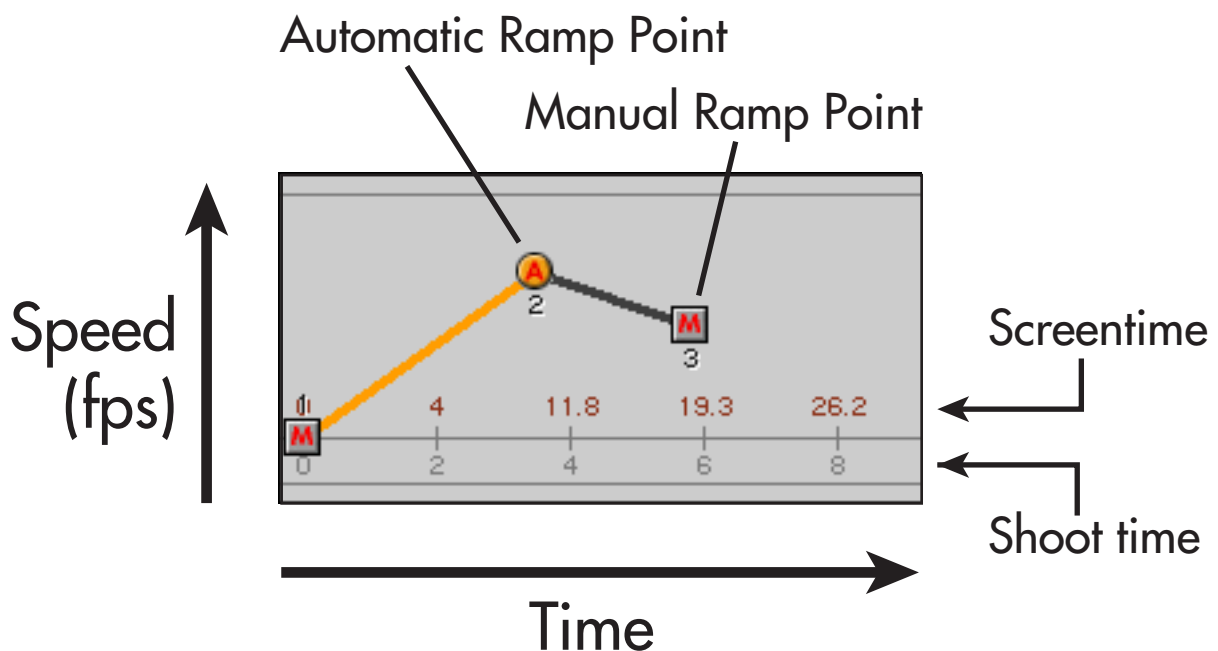 Automatic Ramp Point
Manual Ramp Point
A
2
M
3
Speed
(fps)
Screentime
4 11.8 19.3 26.2
M
0 2 4 6 8
Shoot time
Time